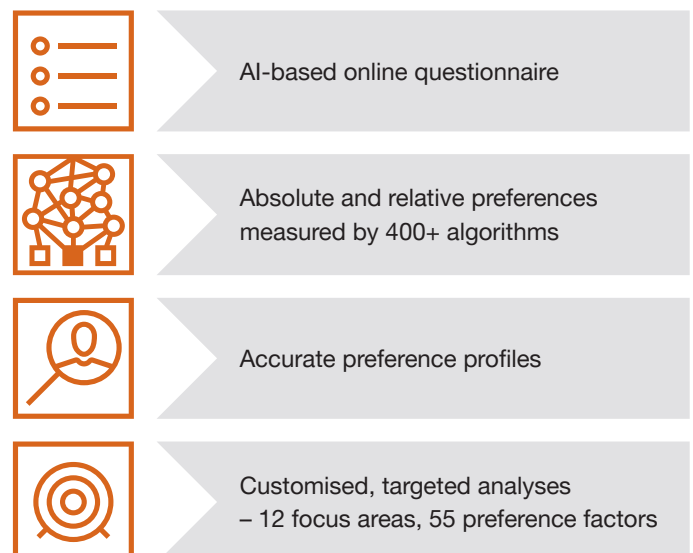 AI-based online questionnaire
Absolute and relative preferences
measured by 400+ algorithms
Accurate preference profiles
Customised, targeted analyses
– 12 focus areas, 55 preference factors